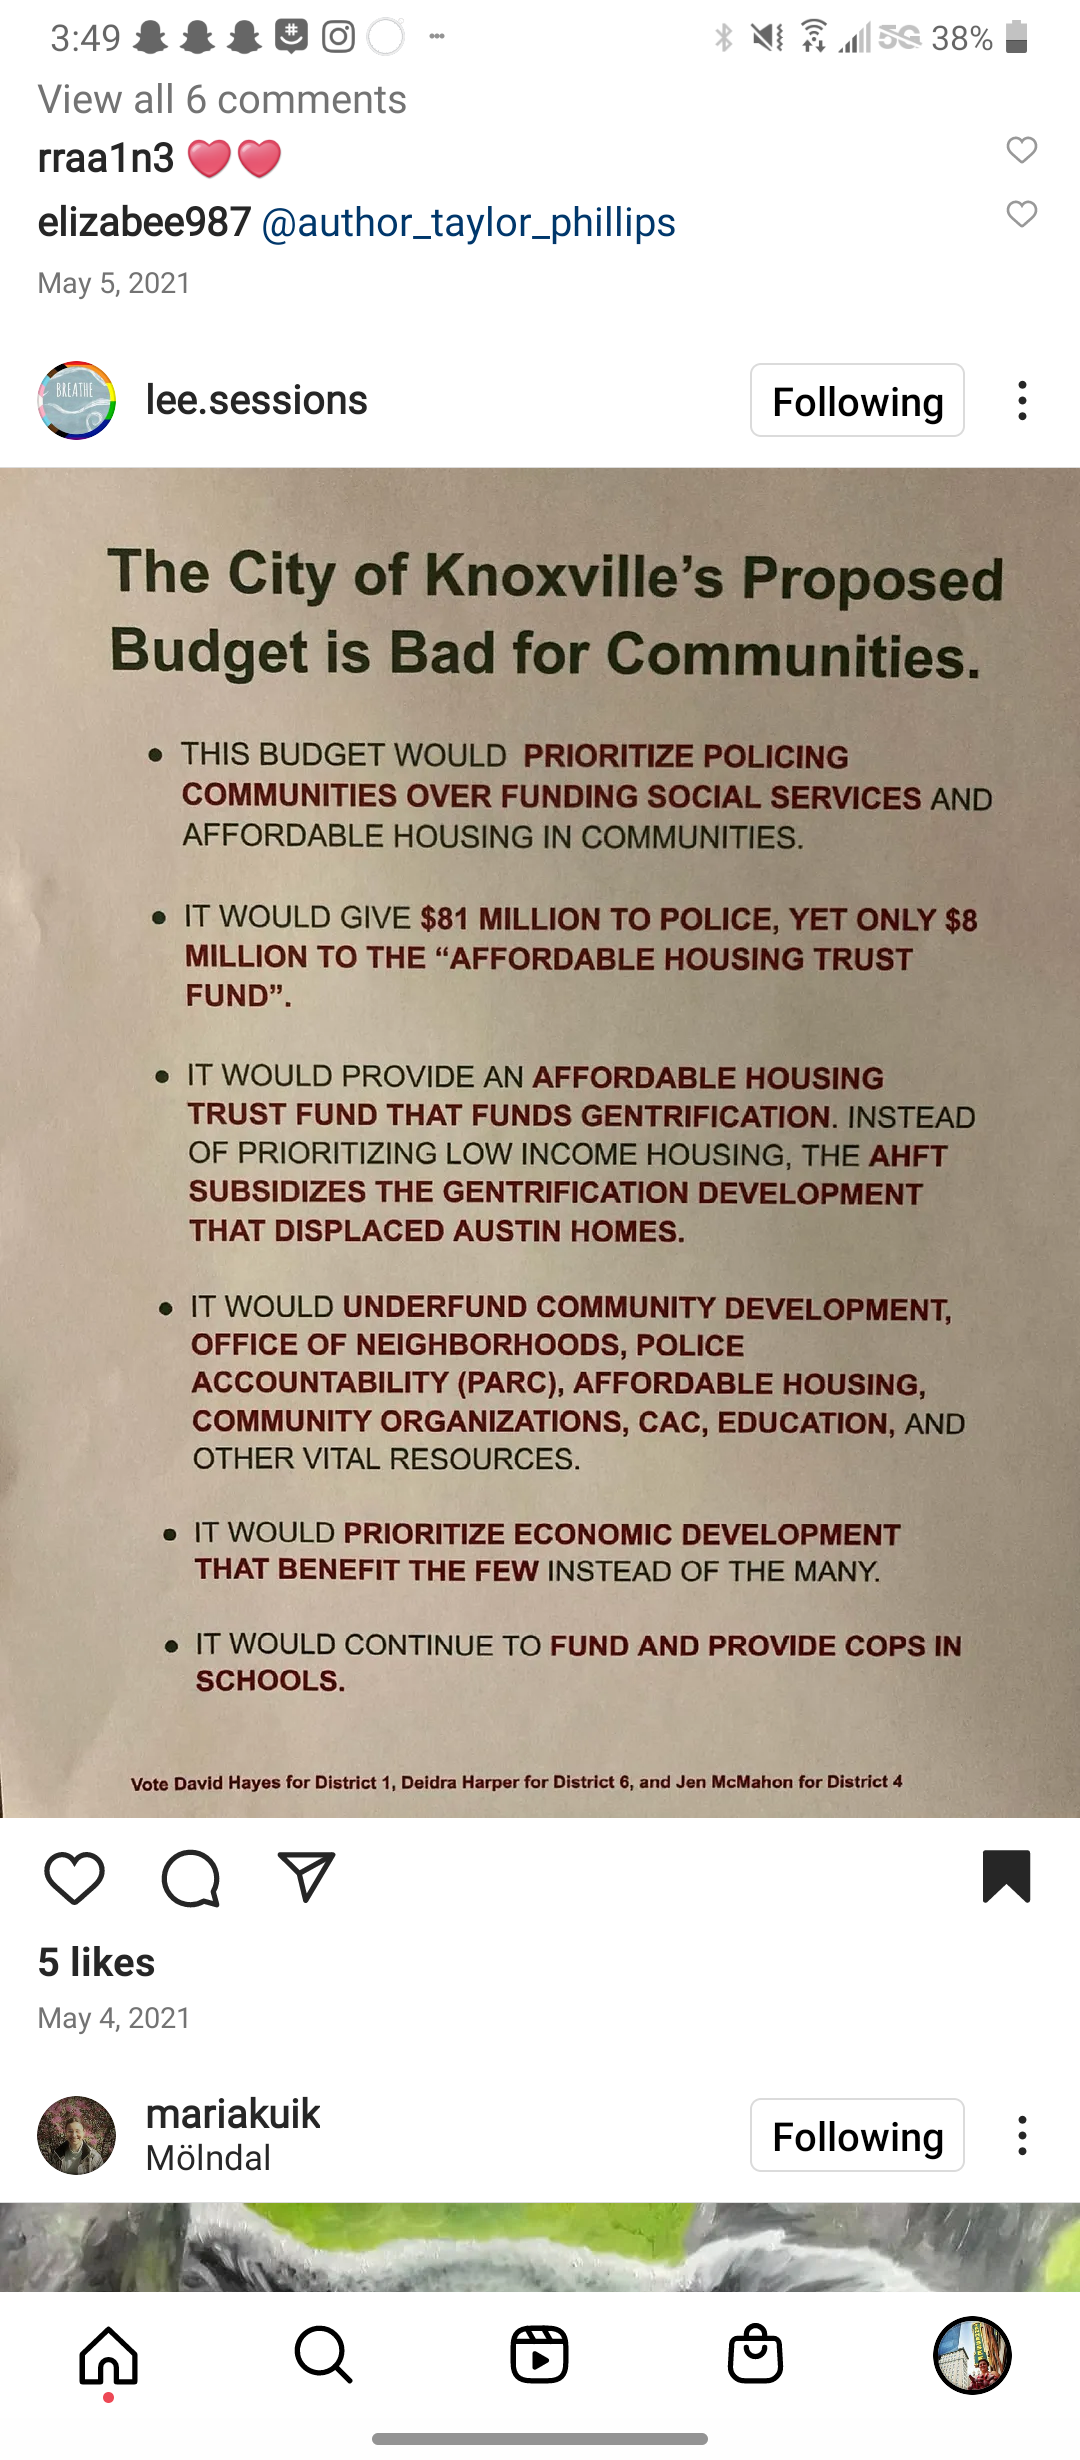 3:49
5G 38%
View all 6 comments
rraa1n3 ❤️❤️
elizabee987 @author_taylor_phillips
May 5, 2021
BREATHE
lee.sessions
Following
The City of Knoxville’s Proposed
Budget is Bad for Communities.
• THIS BUDGET WOULD PRIORITIZE POLICING
COMMUNITIES OVER FUNDING SOCIAL SERVICES AND
AFFORDABLE HOUSING IN COMMUNITIES.
• IT WOULD GIVE $81 MILLION TO POLICE, YET ONLY $8
MILLION TO THE “AFFORDABLE HOUSING TRUST
FUND”.
• IT WOULD PROVIDE AN AFFORDABLE HOUSING
TRUST FUND THAT FUNDS GENTRIFICATION. INSTEAD
OF PRIORITIZING LOW INCOME HOUSING, THE AHFT
SUBSIDIZES THE GENTRIFICATION DEVELOPMENT
THAT DISPLACED AUSTIN HOMES.
• IT WOULD UNDERFUND COMMUNITY DEVELOPMENT,
OFFICE OF NEIGHBORHOODS, POLICE
ACCOUNTABILITY (PARC), AFFORDABLE HOUSING,
COMMUNITY ORGANIZATIONS, CAC, EDUCATION, AND
OTHER VITAL RESOURCES.
• IT WOULD PRIORITIZE ECONOMIC DEVELOPMENT
THAT BENEFIT THE FEW INSTEAD OF THE MANY.
• IT WOULD CONTINUE TO FUND AND PROVIDE COPS IN
SCHOOLS.
Vote David Hayes for District 1, Deidra Harper for District 6, and Jen McMahon for District 4
5 likes
May 4, 2021
mariakuik
Mölndal
Following